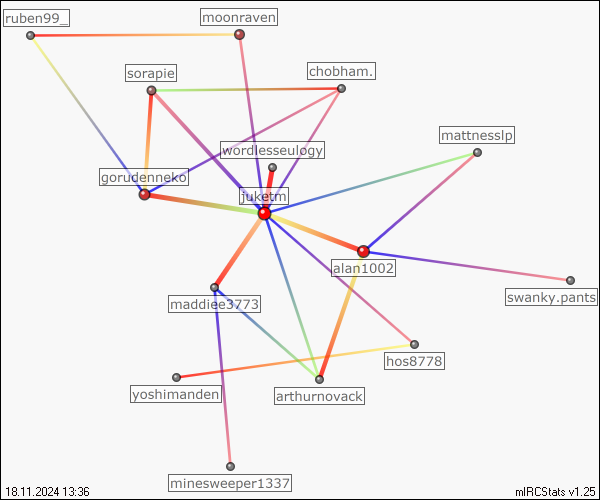 ruben99_
moonraven
sorapie
chobham.
mattnesslp
wordlesseulogy
gorudenneko
juketm
alan1002
swanky.pants
maddiee3773
hos8778
yoshimanden
arthurnovack
minesweeper1337
18.11.2024 13:36
mIRCStats v1.25